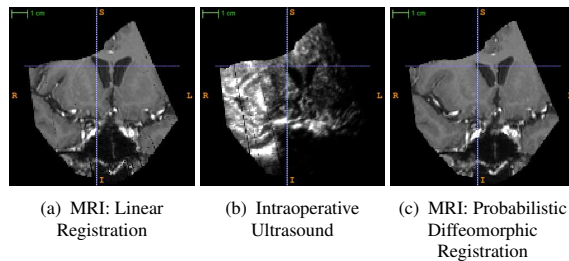 1 cm
S
R
I
1 cm
S
R
L
I
1 cm
S
R
L
I
(a) MRI: Linear
Registration
(b) Intraoperative
Ultrasound
(c) MRI: Probabilistic
Diffeomorphic
Registration